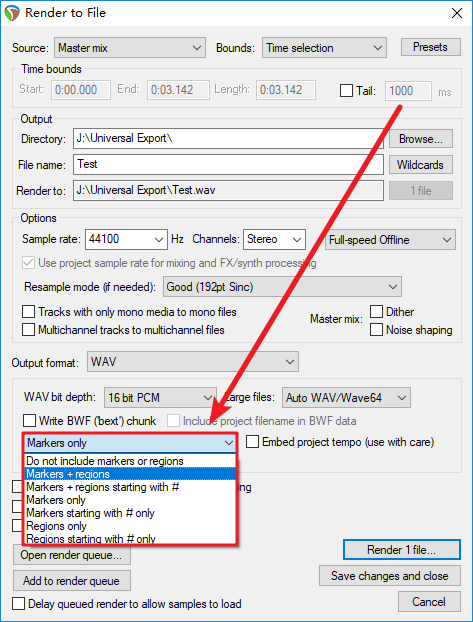 Render to File
Source: Master mix Bounds: Time selection Presets
Time bounds
Start: 0:00.000 End: 0:03.142 Length: 0:03.142 Tail: 1000 ms
Output
Directory: J:\Universal Export\ Browse...
File name: Test Wildcards
Render to: J:\Universal Export\Test.wav 1 file
Options
Sample rate: 44100 Hz Channels: Stereo Full-speed Offline
Use project sample rate for mixing and FX/synth processing
Resample mode (if needed): Good (192pt Sinc)
Tracks with only mono media to mono files Master mix: Dither
Multichannel tracks to multichannel files Noise shaping
Output format: WAV
WAV bit depth: 16 bit PCM Large files: Auto WAV/Wave64
Write BWF ('bext') chunk Include project filename in BWF data
Markers only Embed project tempo (use with care)
Do not include markers or regions
Markers + regions
Markers + regions starting with #
Markers only
Markers starting with # only
Regions only
Regions starting with # only
Open render queue... Render 1 file...
Add to render queue Save changes and close
Delay queued render to allow samples to load Cancel